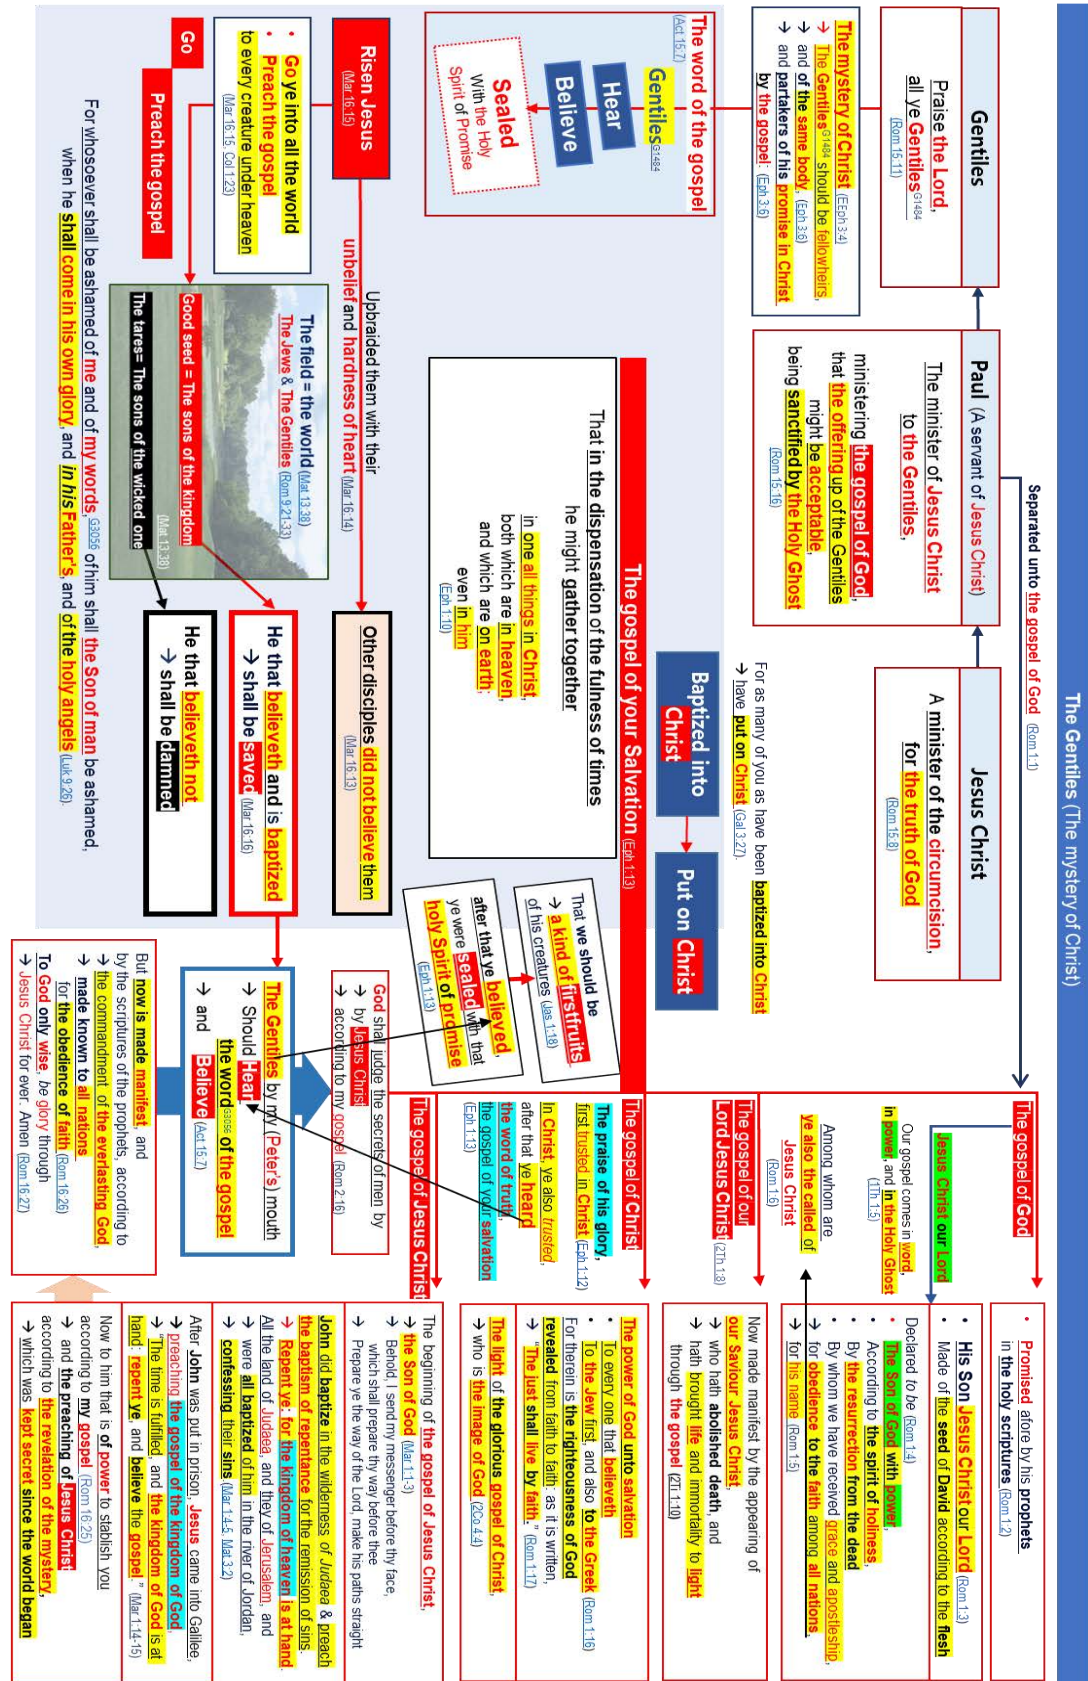 The Gentiles (The mystery of Christ)
Gentiles
Praise the Lord,
all ye Gentiles G1484
(Rom 15:11)
Paul (A servant of Jesus Christ)
The minister of Jesus Christ
to the Gentiles,
ministering the gospel of God,
that the offering up of the Gentiles
might be acceptable,
being sanctified by the Holy Ghost
(Rom 15:16)
Jesus Christ
A minister of the circumcision,
for the truth of God
(Rom 15:8)
Separated unto the gospel of God (Rom 1:1)
The mystery of Christ (EEph 3:4)
→ The Gentiles G1484 should be fellowheirs,
→ and of the same body, (Eph 3:6)
→ and partakers of his promise in Christ
by the gospel: (Eph 3:6)
The word of the gospel
(Act 15:7)
Gentiles G1484
Hear
Believe
Sealed
With the Holy
Spirit of Promise
For as many of you as have been baptized into Christ
→ have put on Christ (Gal 3:27).
Baptized into
Christ
Put on Christ
The gospel of your Salvation (Eph 1:13)
That in the dispensation of the fulness of times
he might gather together
in one all things in Christ,
both which are in heaven,
and which are on earth;
even in him
(Eph 1:10)
That we should be
→ a kind of firstfruits
of his creatures (Jas 1:18)
after that ye believed,
ye were sealed with that
holy Spirit of promise
(Eph 1:13)
Risen Jesus
(Mar 16:15)
Upbraided them with their
unbelief and hardness of heart (Mar 16:14)
Other disciples did not believe them
(Mar 16:13)
• Go ye into all the world
• Preach the gospel
to every creature under heaven
(Mar 16:15, Col 1:23)
Go
Preach the gospel
The field = the world (Mat 13:38)
The Jews & The Gentiles (Rom 9:21-33)
Good seed = The sons of the kingdom
The tares= The sons of the wicked one
(Mat 13:38)
He that believeth and is baptized
→ shall be saved (Mar 16:16)
He that believeth not
→ shall be damned
For whosoever shall be ashamed of me and of my words, G3056 of him shall the Son of man be ashamed,
when he shall come in his own glory, and in his Father's, and of the holy angels (Luk 9:26).
The gospel of God
• Promised afore by his prophets
in the holy scriptures (Rom 1:2)
Jesus Christ our Lord
• His Son Jesus Christ our Lord (Rom 1:3)
• Made of the seed of David according to the flesh
Declared to be (Rom 1:4)
• The Son of God with power,
• According to the spirit of holiness,
• By the resurrection from the dead
• By whom we have received grace and apostleship,
→ for obedience to the faith among all nations,
→ for his name (Rom 1:5)
Our gospel comes in word,
in power, and in the Holy Ghost
(1Th 1:5)
Among whom are
ye also the called of
Jesus Christ
(Rom 1:6)
The gospel of our
Lord Jesus Christ (2Th 1:8)
Now made manifest by the appearing of
our Saviour Jesus Christ,
→ who hath abolished death, and
→ hath brought life and immortality to light
through the gospel (2Ti 1:10)
The gospel of Christ
The praise of his glory,
first trusted in Christ (Eph 1:12)
In Christ, ye also trusted,
after that ye heard
the word of truth,
the gospel of your salvation
(Eph 1:13)
The power of God unto salvation
• To every one that believeth
• To the Jew first, and also to the Greek (Rom 1:16)
For therein is the righteousness of God
revealed from faith to faith: as it is written,
→ “The just shall live by faith.” (Rom 1:17)
The light of the glorious gospel of Christ,
→ who is the image of God (2Co 4:4)
The gospel of Jesus Christ
The beginning of the gospel of Jesus Christ,
→ the Son of God (Mar 1:1-3)
→ Behold, I send my messenger before thy face,
which shall prepare thy way before thee
→ Prepare ye the way of the Lord, make his paths straight
John did baptize in the wilderness of Judaea & preach
the baptism of repentance for the remission of sins.
→ Repent ye: for the kingdom of heaven is at hand.
All the land of Judaea, and they of Jerusalem, and
→ were all baptized of him in the river of Jordan,
→ confessing their sins (Mar 1:4-5, Mat 3:2)
After John was put in prison, Jesus came into Galilee,
→ preaching the gospel of the kingdom of God,
→ “The time is fulfilled, and the kingdom of God is at
hand: repent ye, and believe the gospel.” (Mar 1:14-15)
Now to him that is of power to stablish you
according to my gospel (Rom 16:25)
→ and the preaching of Jesus Christ,
according to the revelation of the mystery,
→ which was kept secret since the world began
God shall judge the secrets of men by
→ by Jesus Christ
→ according to my gospel (Rom 2:16)
The Gentiles by my (Peter's) mouth
→ Should Hear
the word G3056 of the gospel
→ and Believe (Act 15:7)
But now is made manifest, and
by the scriptures of the prophets, according to
→ the commandment of the everlasting God,
→ made known to all nations
for the obedience of faith (Rom 16:26)
To God only wise, be glory through
→ Jesus Christ for ever. Amen (Rom 16:27)